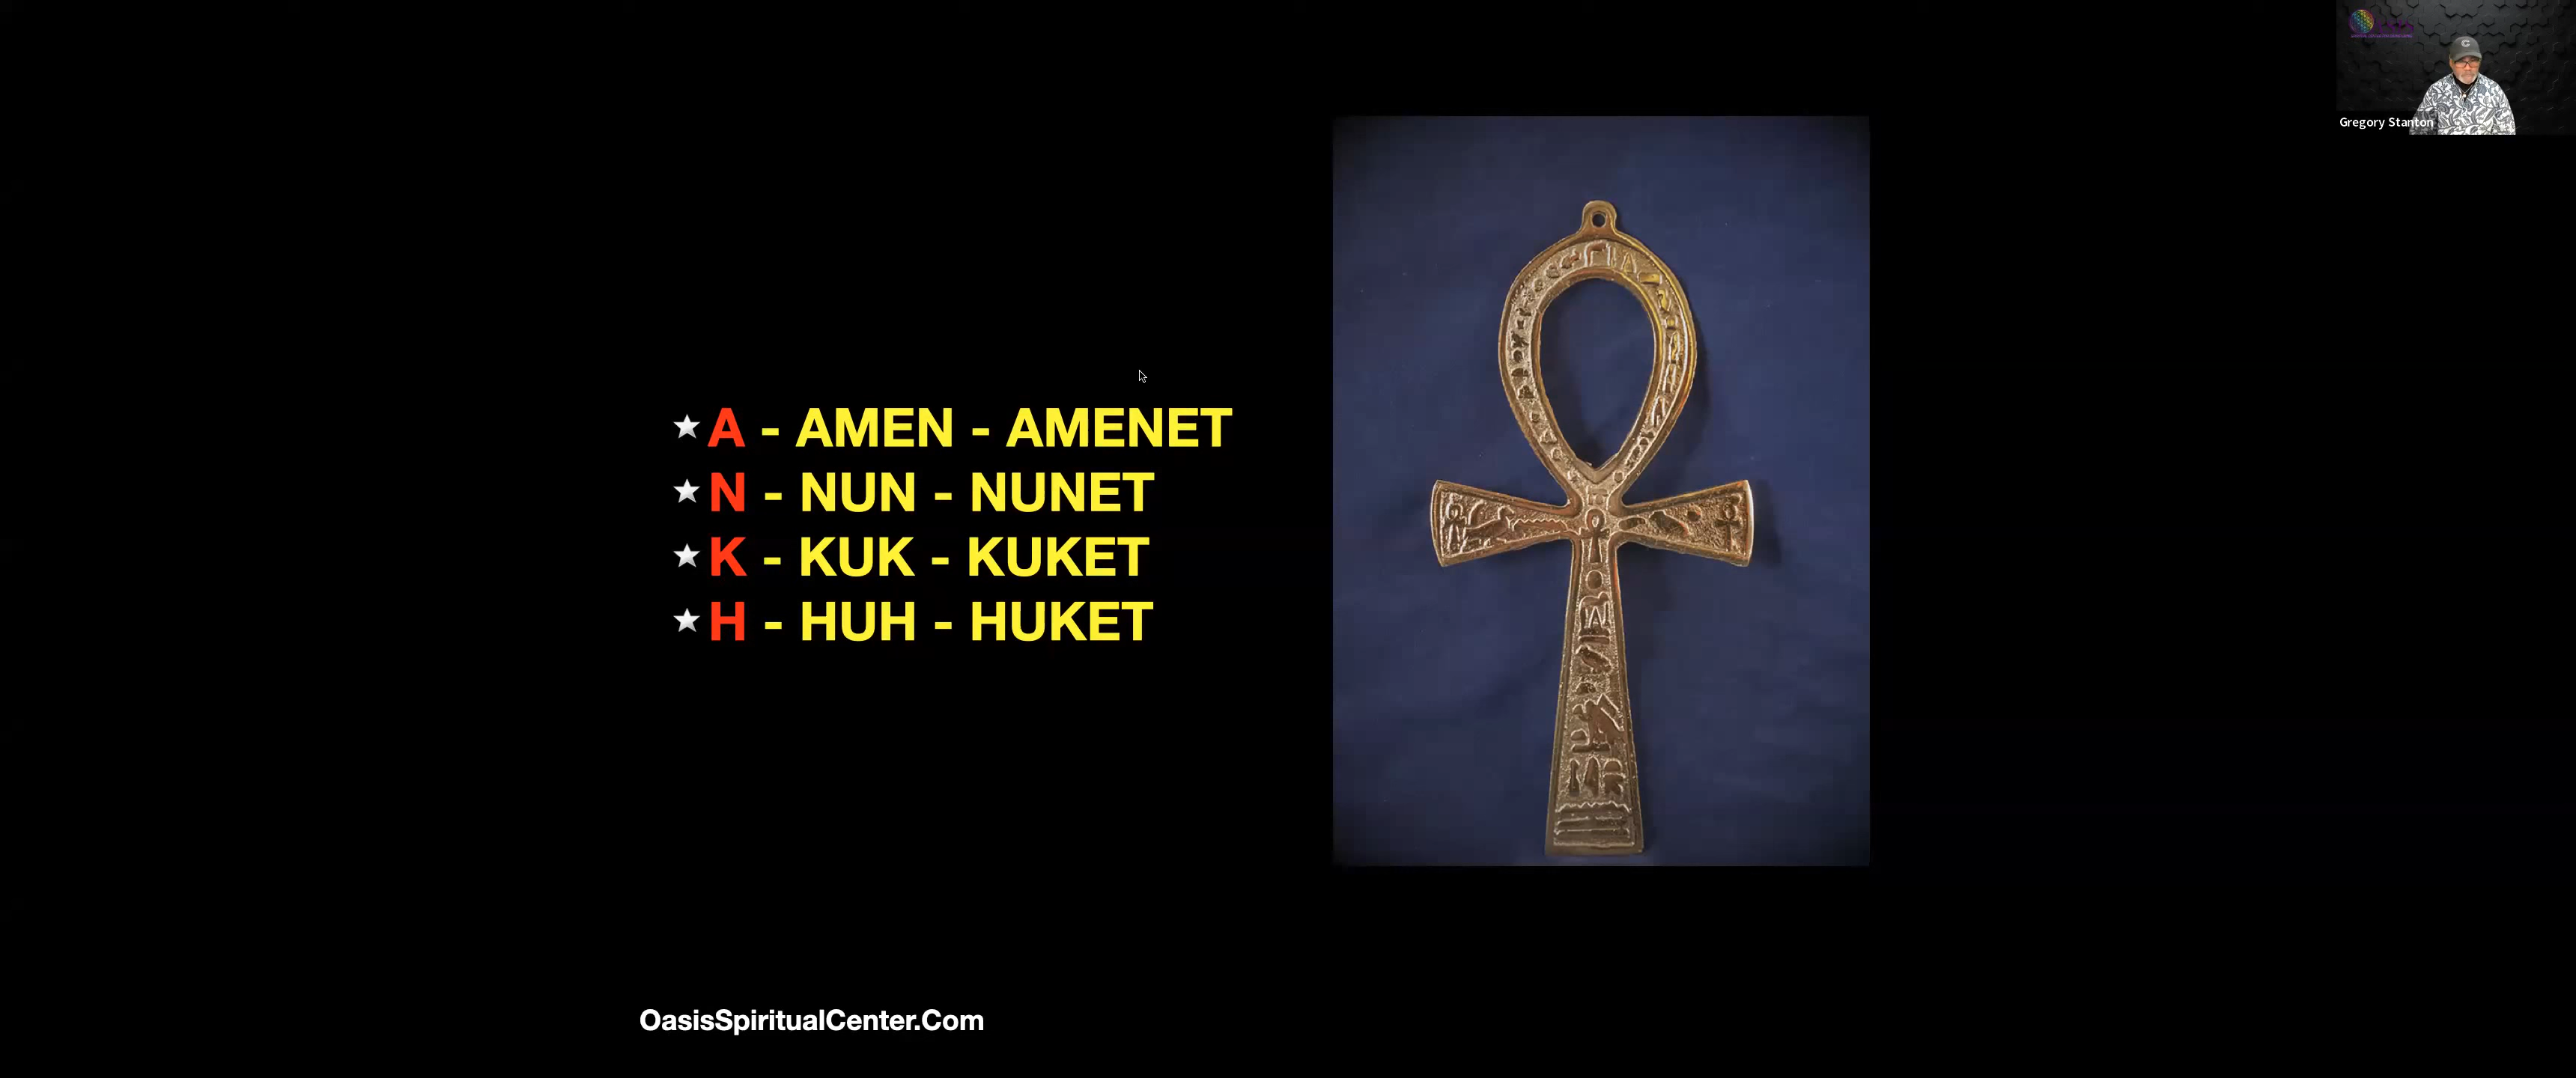 Gregory Stanton
A - AMEN - AMENET
N - NUN - NUNET
K - KUK - KUKET
H - HUH - HUKET
OasisSpiritualCenter.Com